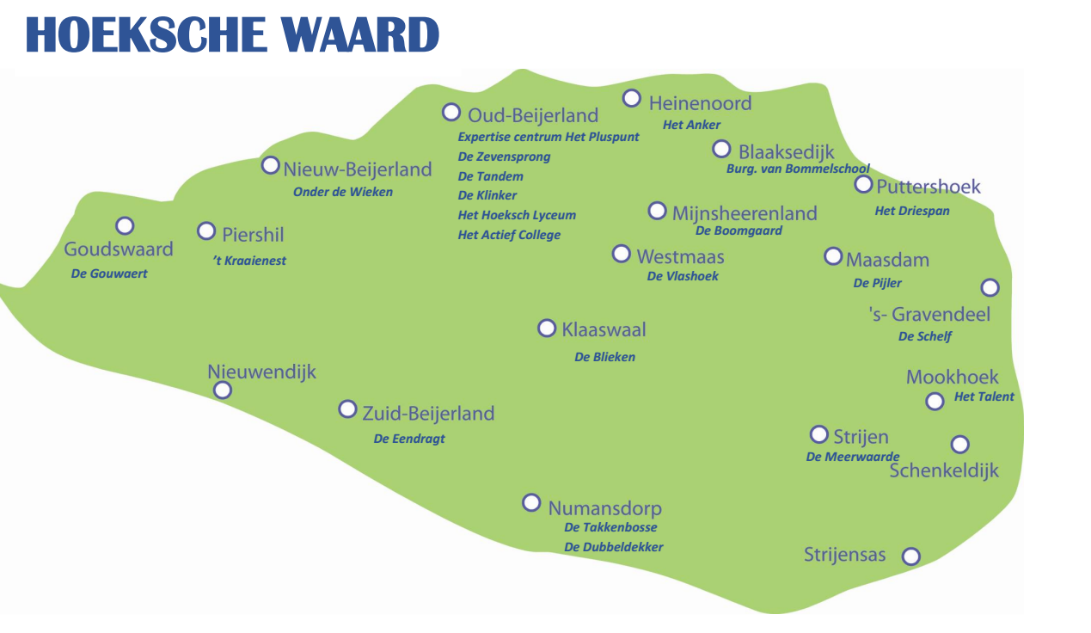 HOEKSCHE WAARD
Oud-Beijerland
Expertise centrum Het Pluspunt
De Zevensprong
De Tandem
De Klinker
Het Hoeksch Lyceum
Het Actief College
Heinenoord
Het Anker
Blaaksedijk
Burg. van Bommelschool
Nieuw-Beijerland
Onder de Wieken
Puttershoek
Het Driespan
Mijnsheerenland
De Boomgaard
Goudswaard
De Gouwaert
Piershil
’t Kraaienest
Westmaas
De Vlashoek
Maasdam
De Pijler
's- Gravendeel
De Schelf
Klaaswaal
De Blieken
Nieuwendijk
Mookhoek
Het Talent
Zuid-Beijerland
De Eendragt
Strijen
De Meerwaarde
Schenkeldijk
Numansdorp
De Takkenbosse
De Dubbeldekker
Strijensas